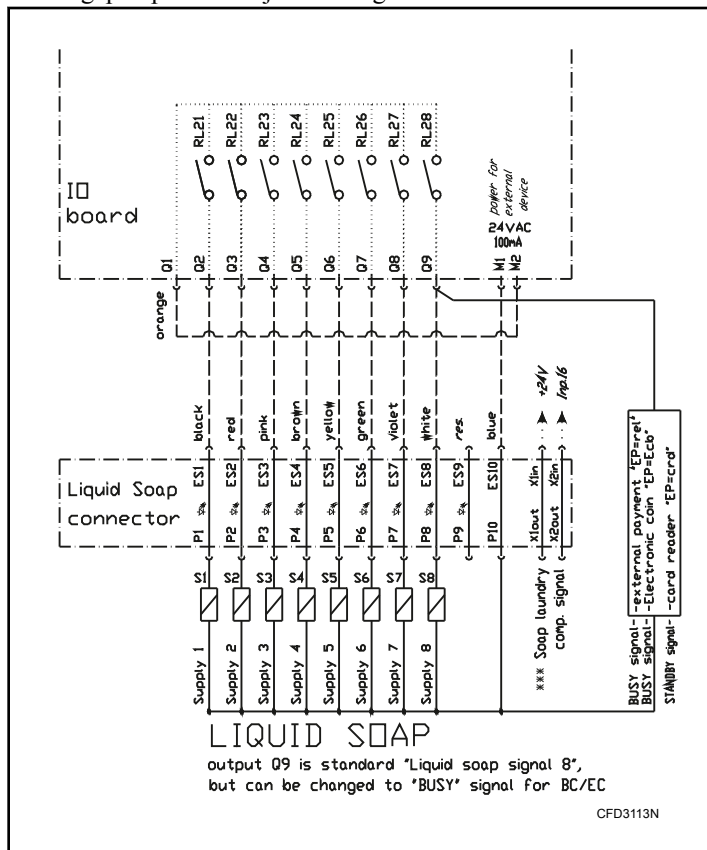 RL21 RL22 RL23 RL24 RL25 RL26 RL27 RL28
IO
board
power for
external
device
24VAC
100mA
Q1 Q2 Q3 Q4 Q5 Q6 Q7 Q8 Q9 M1 M2
orange
black red pink brown yellow green violet white res. blue
+24V
Inp.16
ES1 ES2 ES3 ES4 ES5 ES6 ES7 ES8 ES9 ES10 X1in X2in
Liquid Soap
connector
P1 P2 P3 P4 P5 P6 P7 P8 P9 P10 X1out X2out
S1 S2 S3 S4 S5 S6 S7 S8
Supply 1 Supply 2 Supply 3 Supply 4 Supply 5 Supply 6 Supply 7 Supply 8
*** Soap laundry
comp. signal
BUSY signal- -external payment "EP=rel"
BUSY signal- -Electronic coin "EP=Ecb"
STANDBY signal- -card reader "EP=crd"
LIQUID SOAP
output Q9 is standard "Liquid soap signal 8",
but can be changed to "BUSY" signal for BC/EC
CFD3113N